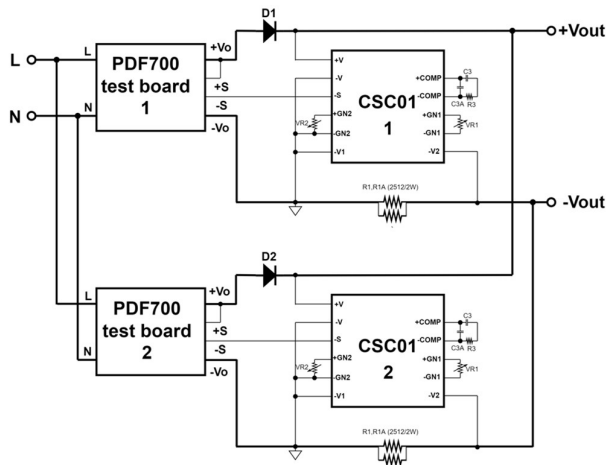 D1
+Vo
+Vout
L
L
PDF700
test board
1
+S
-S
N
N
-Vo
+V
-V
-S
+GN2
VR2
-GN2
-V1
CSC01
1
+COMP
-COMP
C3
C3A
R3
+GN1
VR1
-GN1
-V2
R1,R1A (2512/2W)
-Vout
D2
+Vo
L
PDF700
test board
2
+S
-S
N
-Vo
+V
-V
-S
+GN2
VR2
-GN2
-V1
CSC01
2
+COMP
-COMP
C3
C3A
R3
+GN1
VR1
-GN1
-V2
R1,R1A (2512/2W)